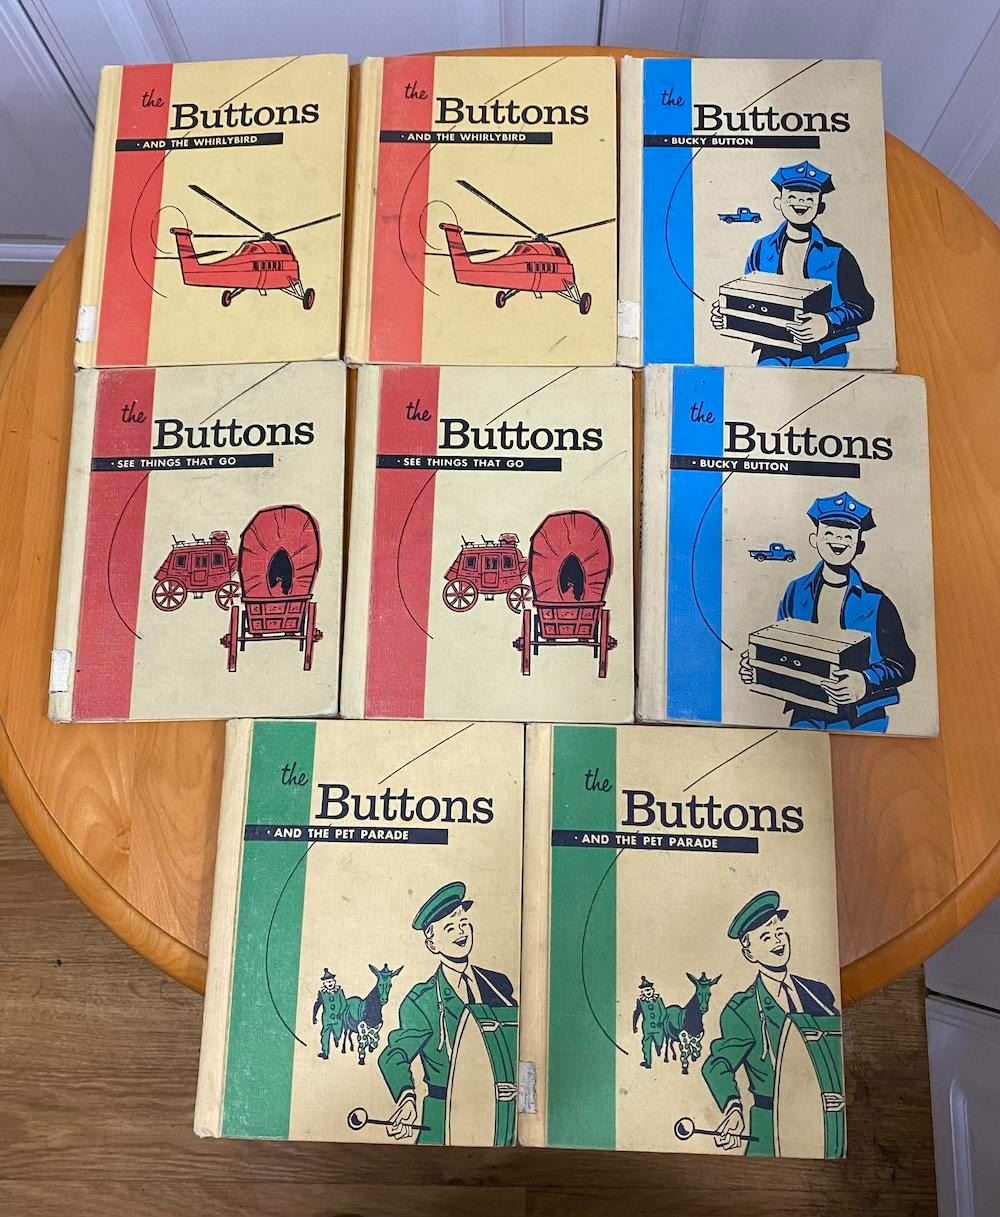 the
Buttons
· AND THE WHIRLYBIRD
the
Buttons
· AND THE WHIRLYBIRD
the
Buttons
· BUCKY BUTTON
the
Buttons
· SEE THINGS THAT GO
the
Buttons
· SEE THINGS THAT GO
the
Buttons
· BUCKY BUTTON
the
Buttons
· AND THE PET PARADE
the
Buttons
· AND THE PET PARADE